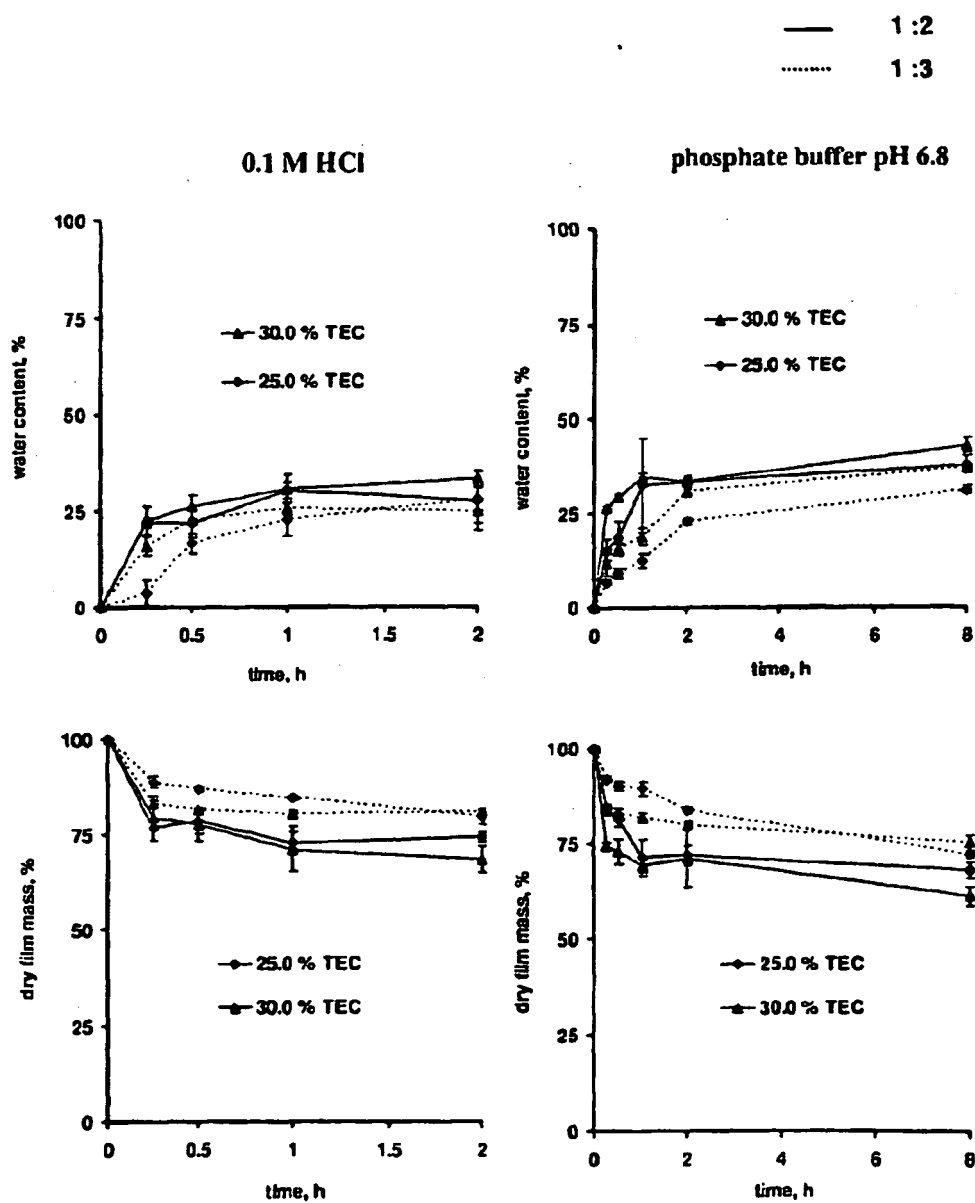 1:2
1:3
0.1 M HCl
phosphate buffer pH 6.8
100
75
50
25
0
water content, %
30.0 % TEC
25.0 % TEC
0
0.5
1
1.5
2
time, h
100
75
50
25
0
water content, %
30.0 % TEC
25.0 % TEC
0
2
4
6
8
time, h
100
75
50
25
0
dry film mass, %
25.0 % TEC
30.0 % TEC
0
0.5
1
1.5
2
time, h
100
75
50
25
0
dry film mass, %
25.0 % TEC
30.0 % TEC
0
2
4
6
8
time, h